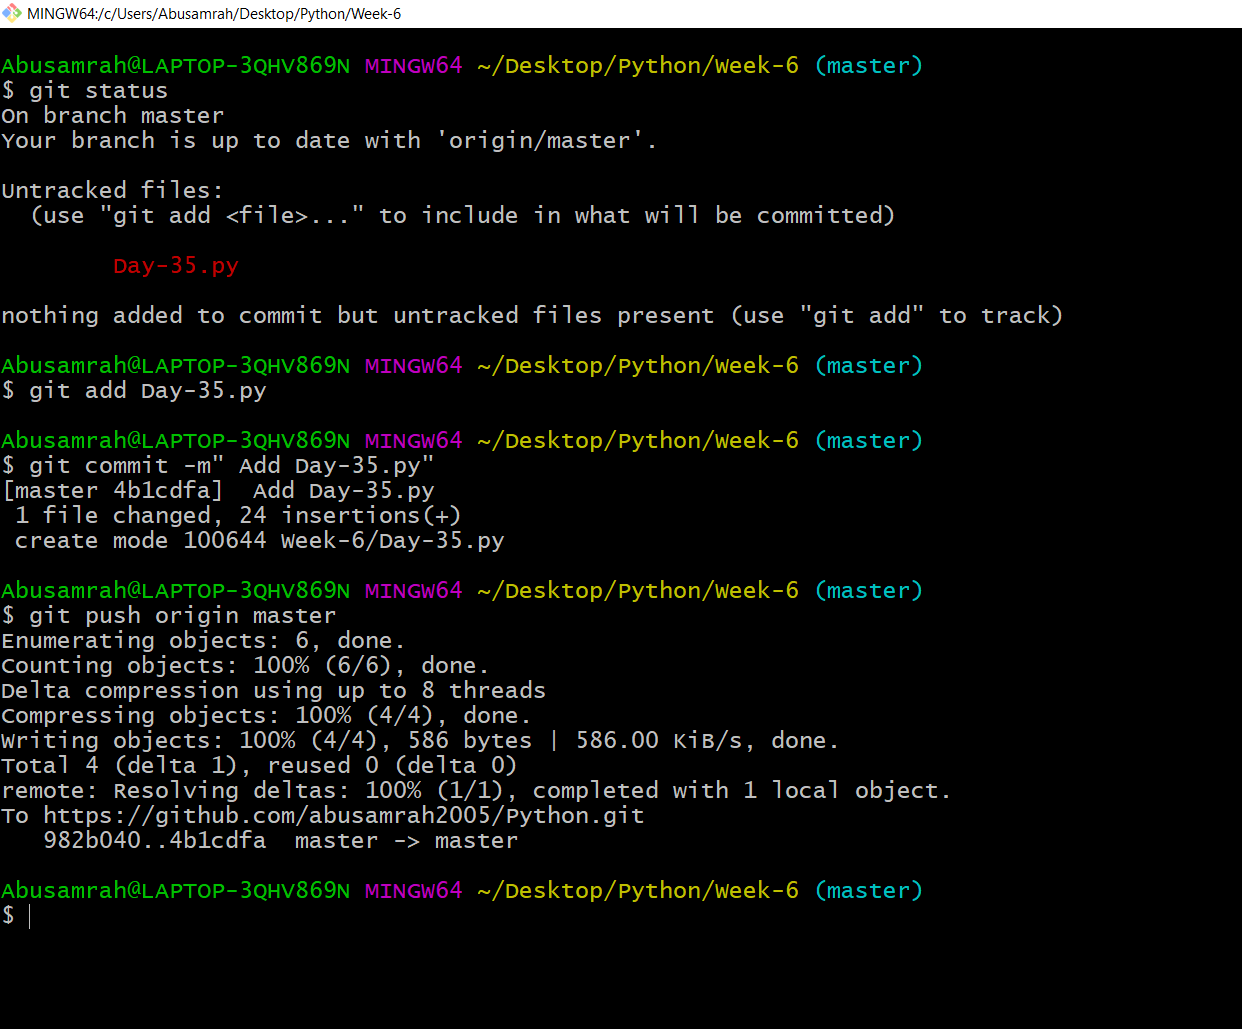 MINGW64:/c/Users/Abusamrah/Desktop/Python/Week-6
Abusamrah@LAPTOP-3QHV869N MINGW64 ~/Desktop/Python/Week-6 (master)
$ git status
On branch master
Your branch is up to date with 'origin/master'.
Untracked files:
  (use "git add <file>..." to include in what will be committed)
        Day-35.py
nothing added to commit but untracked files present (use "git add" to track)
Abusamrah@LAPTOP-3QHV869N MINGW64 ~/Desktop/Python/Week-6 (master)
$ git add Day-35.py
Abusamrah@LAPTOP-3QHV869N MINGW64 ~/Desktop/Python/Week-6 (master)
$ git commit -m" Add Day-35.py"
[master 4b1cdfa]  Add Day-35.py
 1 file changed, 24 insertions(+)
 create mode 100644 Week-6/Day-35.py
Abusamrah@LAPTOP-3QHV869N MINGW64 ~/Desktop/Python/Week-6 (master)
$ git push origin master
Enumerating objects: 6, done.
Counting objects: 100% (6/6), done.
Delta compression using up to 8 threads
Compressing objects: 100% (4/4), done.
Writing objects: 100% (4/4), 586 bytes | 586.00 KiB/s, done.
Total 4 (delta 1), reused 0 (delta 0)
remote: Resolving deltas: 100% (1/1), completed with 1 local object.
To https://github.com/abusamrah2005/Python.git
   982b040..4b1cdfa  master -> master
Abusamrah@LAPTOP-3QHV869N MINGW64 ~/Desktop/Python/Week-6 (master)
$